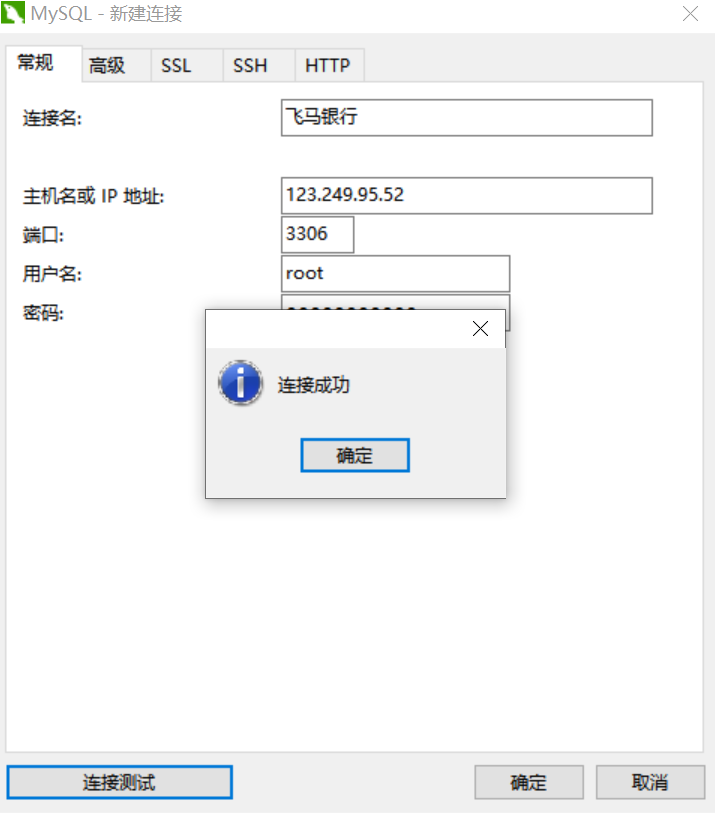 MySQL - 新建连接
常规 高级 SSL SSH HTTP
连接名: 飞马银行
主机名或 IP 地址: 123.249.95.52
端口: 3306
用户名: root
密码:
连接成功
确定
连接测试 确定 取消